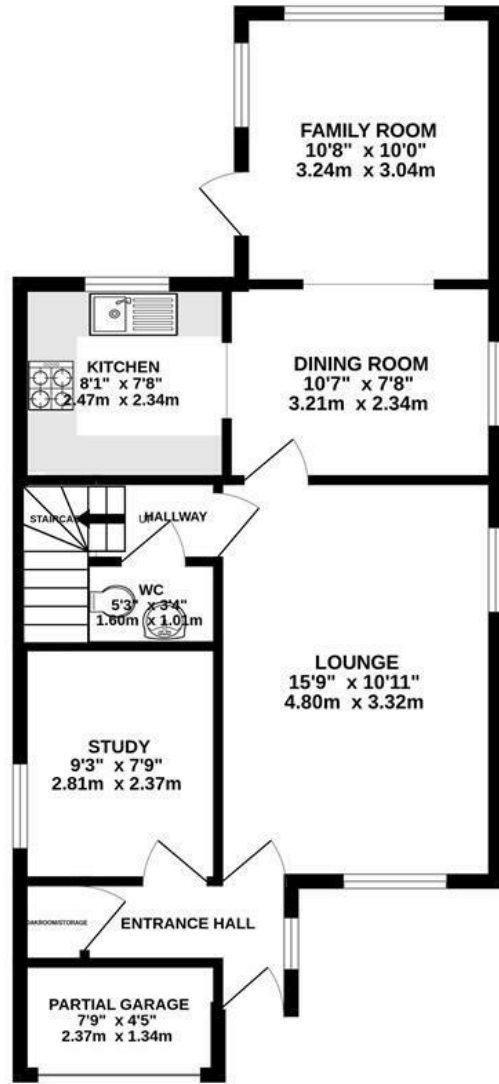 FAMILY ROOM
10'8" x 10'0"
3.24m x 3.04m
KITCHEN
8'1" x 7'8"
2.47m x 2.34m
DINING ROOM
10'7" x 7'8"
3.21m x 2.34m
STAIRCAS
HALLWAY
WC
5'3" x 3'4"
1.60m x 1.01m
LOUNGE
15'9" x 10'11"
4.80m x 3.32m
STUDY
9'3" x 7'9"
2.81m x 2.37m
OAKROOM/STORAGE
ENTRANCE HALL
PARTIAL GARAGE
7'9" x 4'5"
2.37m x 1.34m